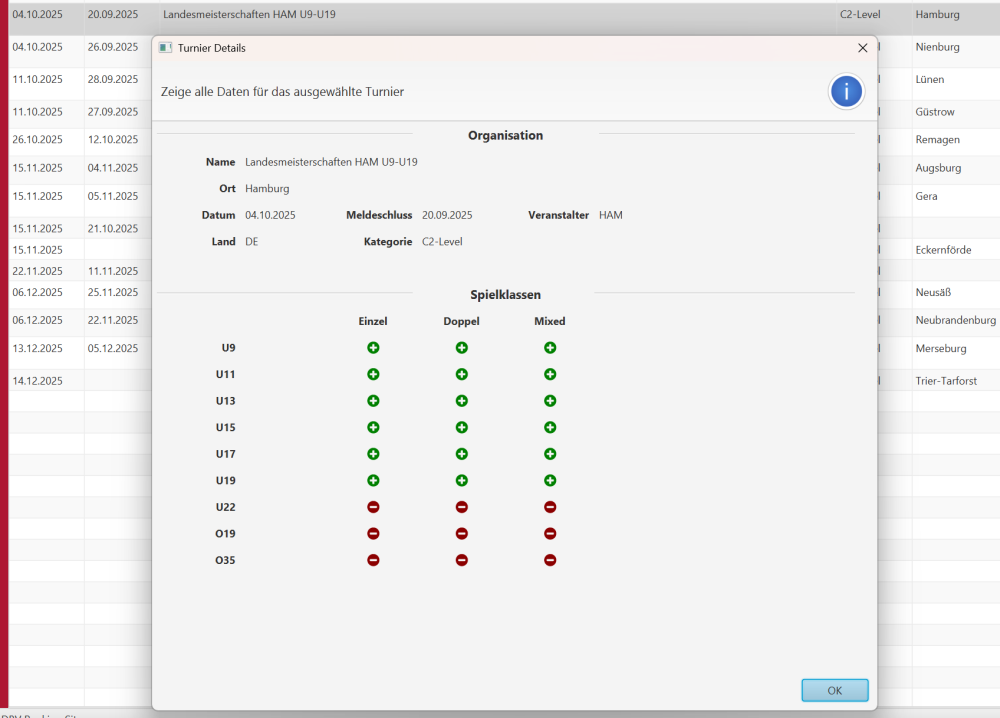 04.10.2025 20.09.2025 Landesmeisterschaften HAM U9-U19 C2-Level Hamburg
04.10.2025 26.09.2025 Nienburg
11.10.2025 28.09.2025 Lünen
11.10.2025 27.09.2025 Güstrow
26.10.2025 12.10.2025 Remagen
15.11.2025 04.11.2025 Augsburg
15.11.2025 05.11.2025 Gera
15.11.2025 21.10.2025
15.11.2025 Eckernförde
22.11.2025 11.11.2025
06.12.2025 25.11.2025 Neusäß
06.12.2025 22.11.2025 Neubrandenburg
13.12.2025 05.12.2025 Merseburg
14.12.2025 Trier-Tarforst
Turnier Details
Zeige alle Daten für das ausgewählte Turnier
Organisation
Name Landesmeisterschaften HAM U9-U19
Ort Hamburg
Datum 04.10.2025 Meldeschluss 20.09.2025 Veranstalter HAM
Land DE Kategorie C2-Level
Spielklassen
Einzel Doppel Mixed
U9
U11
U13
U15
U17
U19
U22
O19
O35
OK